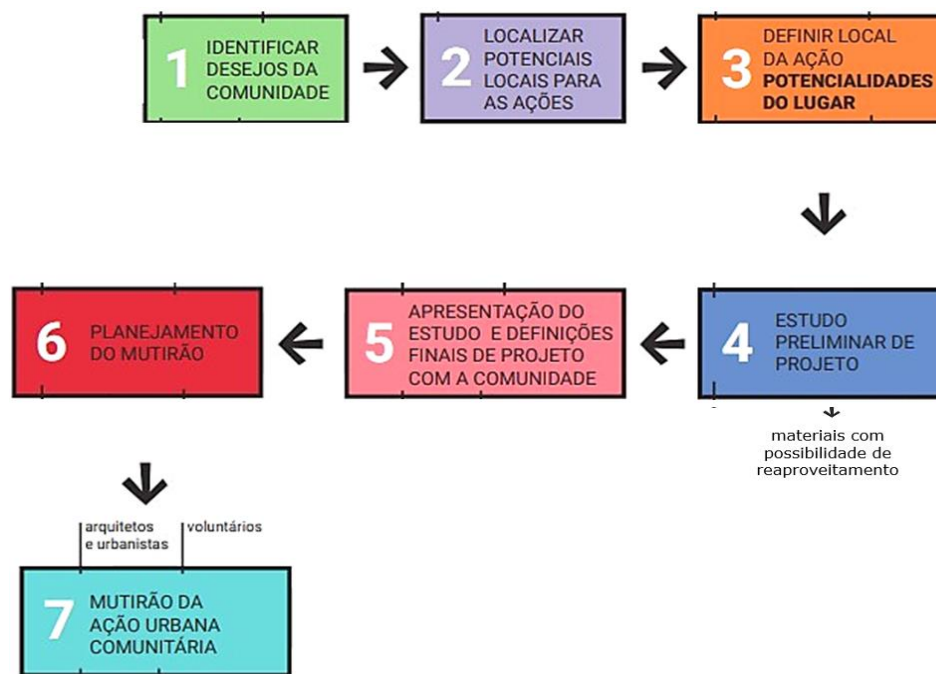 1
IDENTIFICAR
DESEJOS DA
COMUNIDADE
2
LOCALIZAR
POTENCIAIS
LOCAIS PARA
AS AÇÕES
3
DEFINIR LOCAL
DA AÇÃO
POTENCIALIDADES
DO LUGAR
4
ESTUDO
PRELIMINAR DE
PROJETO
materiais com
possibilidade de
reaproveitamento
5
APRESENTAÇÃO DO
ESTUDO E DEFINIÇÕES
FINAIS DE PROJETO
COM A COMUNIDADE
6
PLANEJAMENTO
DO MUTIRÃO
arquitetos
e urbanistas
voluntários
7
MUTIRÃO DA
AÇÃO URBANA
COMUNITÁRIA